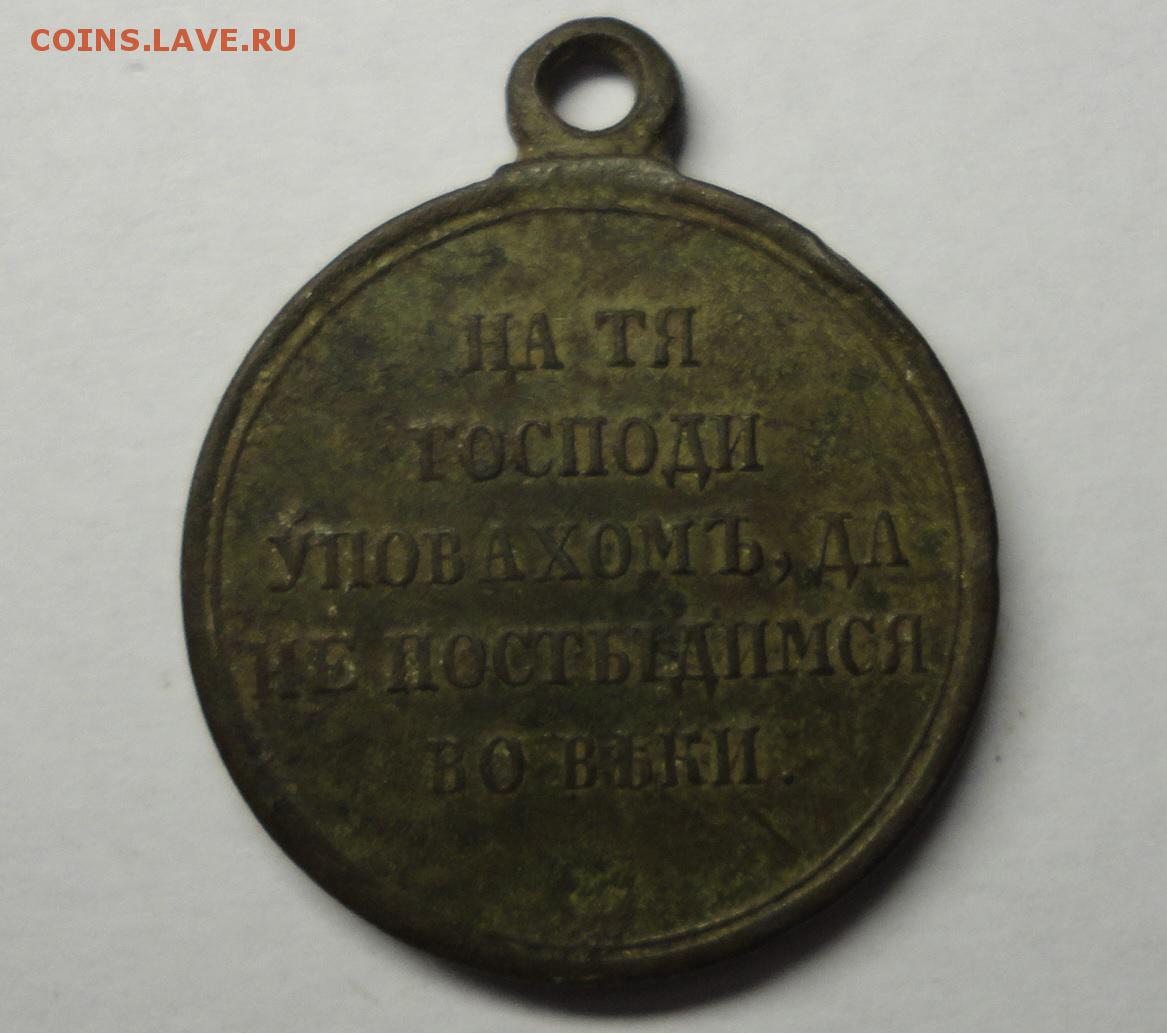 COINS.LAVE.RU
НА ТЯ
ГОСПОДИ
УПОВАХОМЪ, ДА
НЕ ПОСТЫДИМСЯ
ВО ВѢКИ.